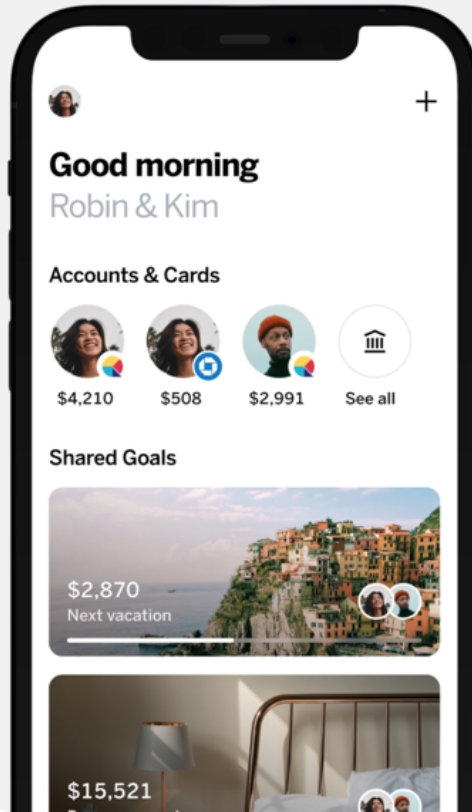 Good morning
Robin & Kim
Accounts & Cards
$4,210
$508
$2,991
See all
Shared Goals
$2,870
Next vacation
$15,521